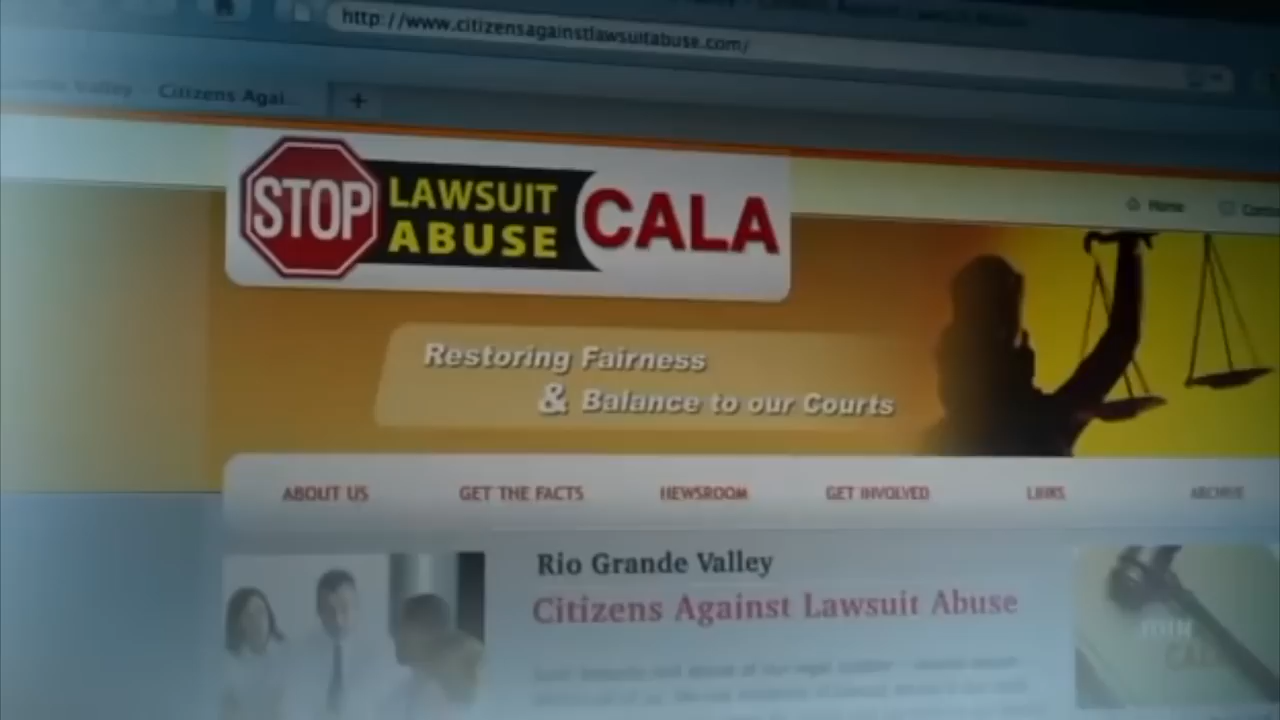 http://www.citizensagainstlawsuitabuse.com/
Valley Citizens Agai...
+
STOP LAWSUIT ABUSE CALA
Home
Restoring Fairness
& Balance to our Courts
ABOUT US GET THE FACTS NEWSROOM GET INVOLVED LINKS ARCHIVE
Rio Grande Valley
Citizens Against Lawsuit Abuse